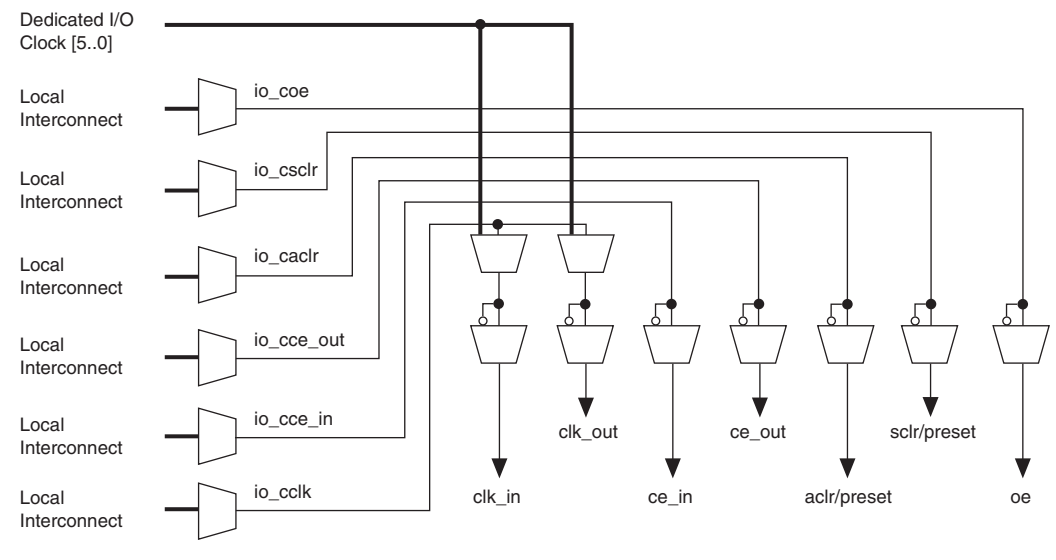 Dedicated I/O
Clock [5..0]
Local
Interconnect
io_coe
Local
Interconnect
io_csclr
Local
Interconnect
io_caclr
Local
Interconnect
io_cce_out
Local
Interconnect
io_cce_in
Local
Interconnect
io_cclk
clk_out
ce_out
sclr/preset
clk_in
ce_in
aclr/preset
oe